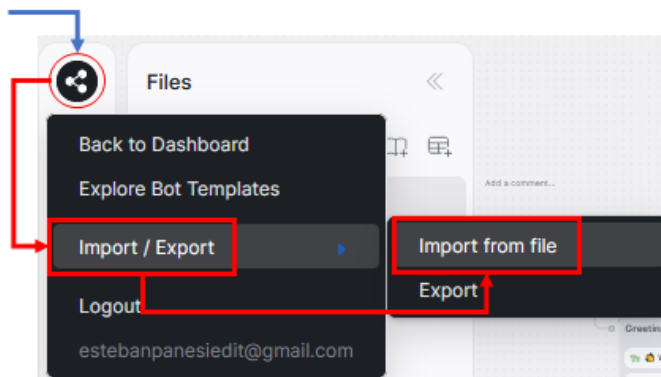 Files
Back to Dashboard
Explore Bot Templates
Add a comment...
Import / Export
Import from file
Export
Logout
Greeting
estebanpanesiedit@gmail.com